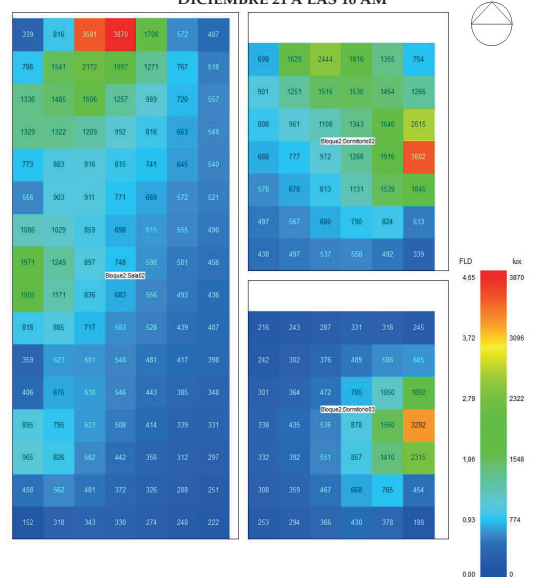 DICIEMBRE 21 A LAS 10 AM
339 816 3591 3870 1706 572 407
786 1541 2172 1997 1271 767 518
1336 1485 1606 1257 989 720 557
1329 1322 1209 992 816 663 548
773 883 916 815 741 645 540
556 903 911 771 669 572 521
1086 1029 859 698 615 555 490
1971 1249 897 748 598 501 456
Bloque2:Sala02
1905 1171 836 683 556 493 436
818 885 717 583 528 439 407
359 623 601 548 481 417 398
406 675 630 546 443 385 348
895 795 623 508 414 339 331
965 826 562 442 356 312 297
458 562 481 372 326 288 251
152 318 343 330 274 248 222
698 1629 2444 1816 1355 754
901 1251 1516 1530 1454 1266
808 961 1108 1343 1646 2615
Bloque2:Dormitorio02
688 777 972 1268 1916 3602
576 678 813 1131 1539 1846
497 567 680 790 824 513
438 497 537 558 492 339
216 243 287 331 318 245
242 302 376 489 586 605
301 364 472 705 1050 1892
Bloque2:Dormitorio03
338 435 536 878 1560 3292
332 392 551 857 1410 2315
308 359 467 668 765 454
253 294 366 430 378 188
FLD lux
4,65 3870
3,72 3096
2,79 2322
1,86 1548
0,93 774
0,00 0